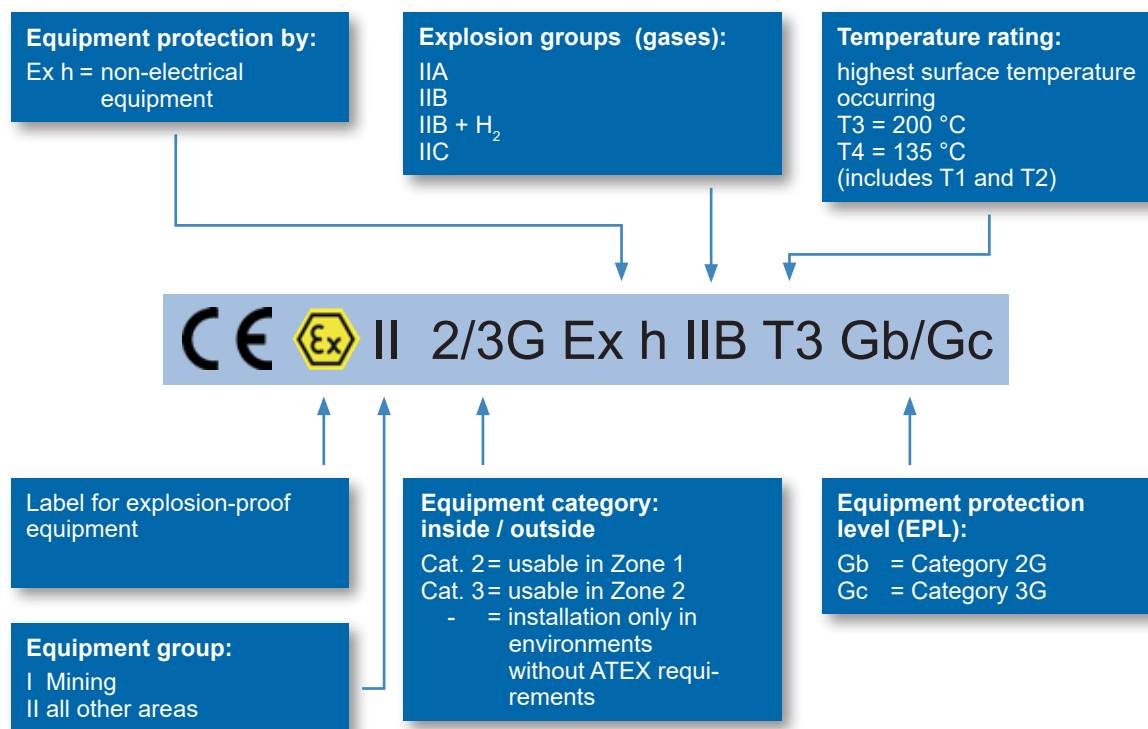 Equipment protection by:
Ex h = non-electrical
equipment
Explosion groups (gases):
IIA
IIB
IIB + H₂
IIC
Temperature rating:
highest surface temperature
occurring
T3 = 200 °C
T4 = 135 °C
(includes T1 and T2)
CE Ex II 2/3G Ex h IIB T3 Gb/Gc
Label for explosion-proof
equipment
Equipment group:
I Mining
II all other areas
Equipment category:
inside / outside
Cat. 2 = usable in Zone 1
Cat. 3 = usable in Zone 2
- = installation only in
environments
without ATEX requi-
rements
Equipment protection
level (EPL):
Gb = Category 2G
Gc = Category 3G